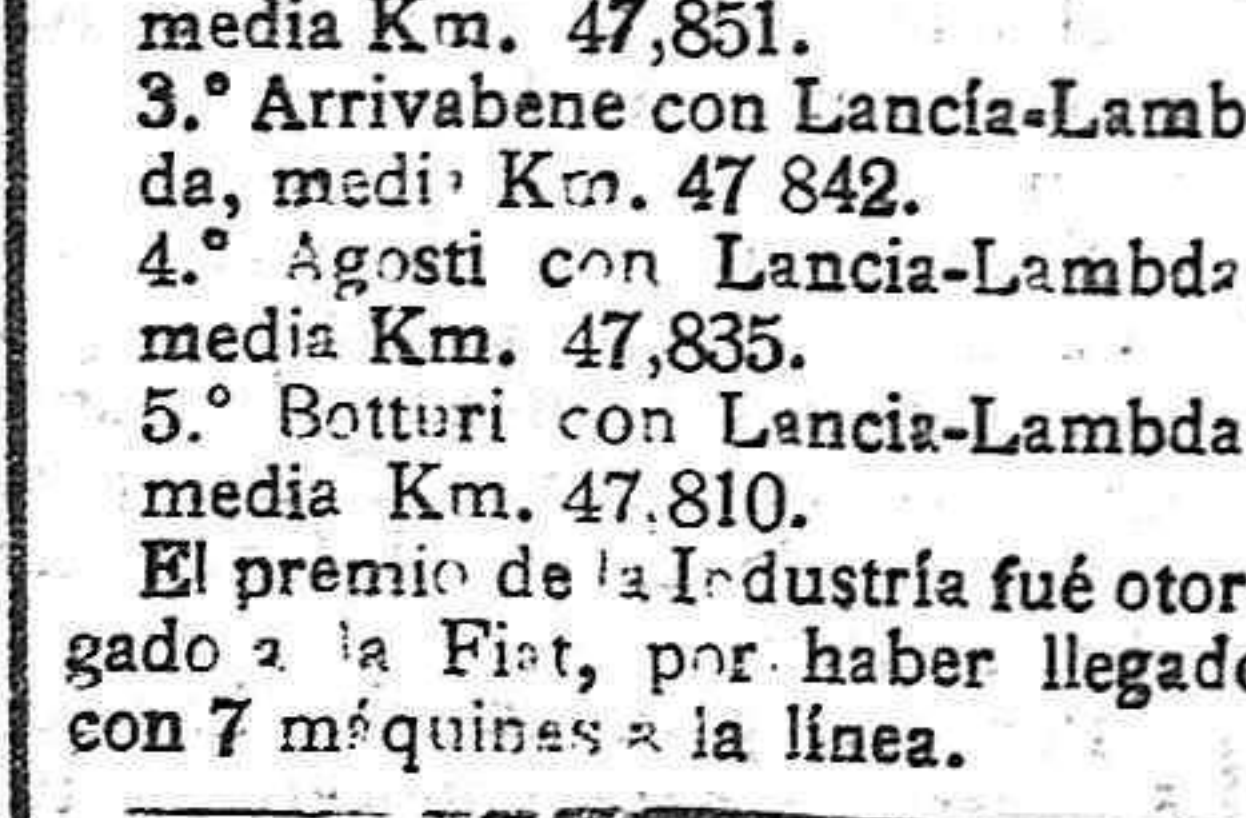 media Km. 47,851.
3.º Arrivabene con Lancía-Lamb
da, media Km. 47 842.
4.º Agosti con Lancia-Lambda
media Km. 47,835.
5.º Botturi con Lancia-Lambda
media Km. 47.810.
El premio de la Industría fué otor
gado a la Fiat, por haber llegado
con 7 máquinas a la línea.